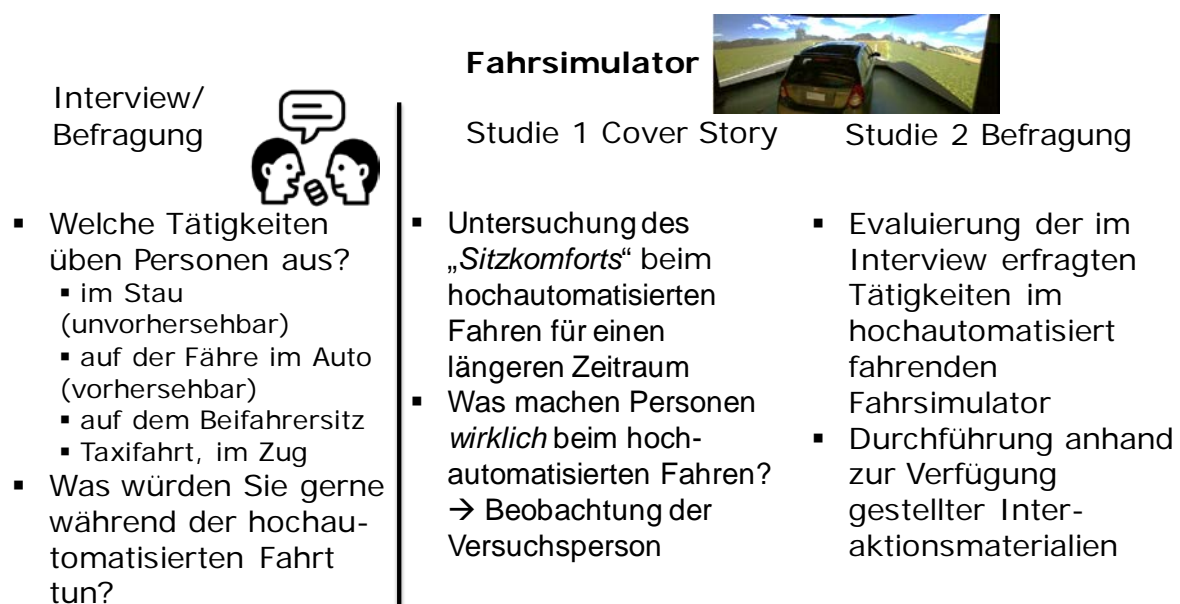 Interview/
Befragung
▪ Welche Tätigkeiten
üben Personen aus?
▪ im Stau
(unvorhersehbar)
▪ auf der Fähre im Auto
(vorhersehbar)
▪ auf dem Beifahrersitz
▪ Taxifahrt, im Zug
▪ Was würden Sie gerne
während der hochau-
tomatisierten Fahrt
tun?
Fahrsimulator
Studie 1 Cover Story
▪ Untersuchung des
„Sitzkomforts“ beim
hochautomatisierten
Fahren für einen
längeren Zeitraum
▪ Was machen Personen
wirklich beim hoch-
automatisierten Fahren?
→ Beobachtung der
Versuchsperson
Studie 2 Befragung
▪ Evaluierung der im
Interview erfragten
Tätigkeiten im
hochautomatisiert
fahrenden
Fahrsimulator
▪ Durchführung anhand
zur Verfügung
gestellter Inter-
aktionsmaterialien